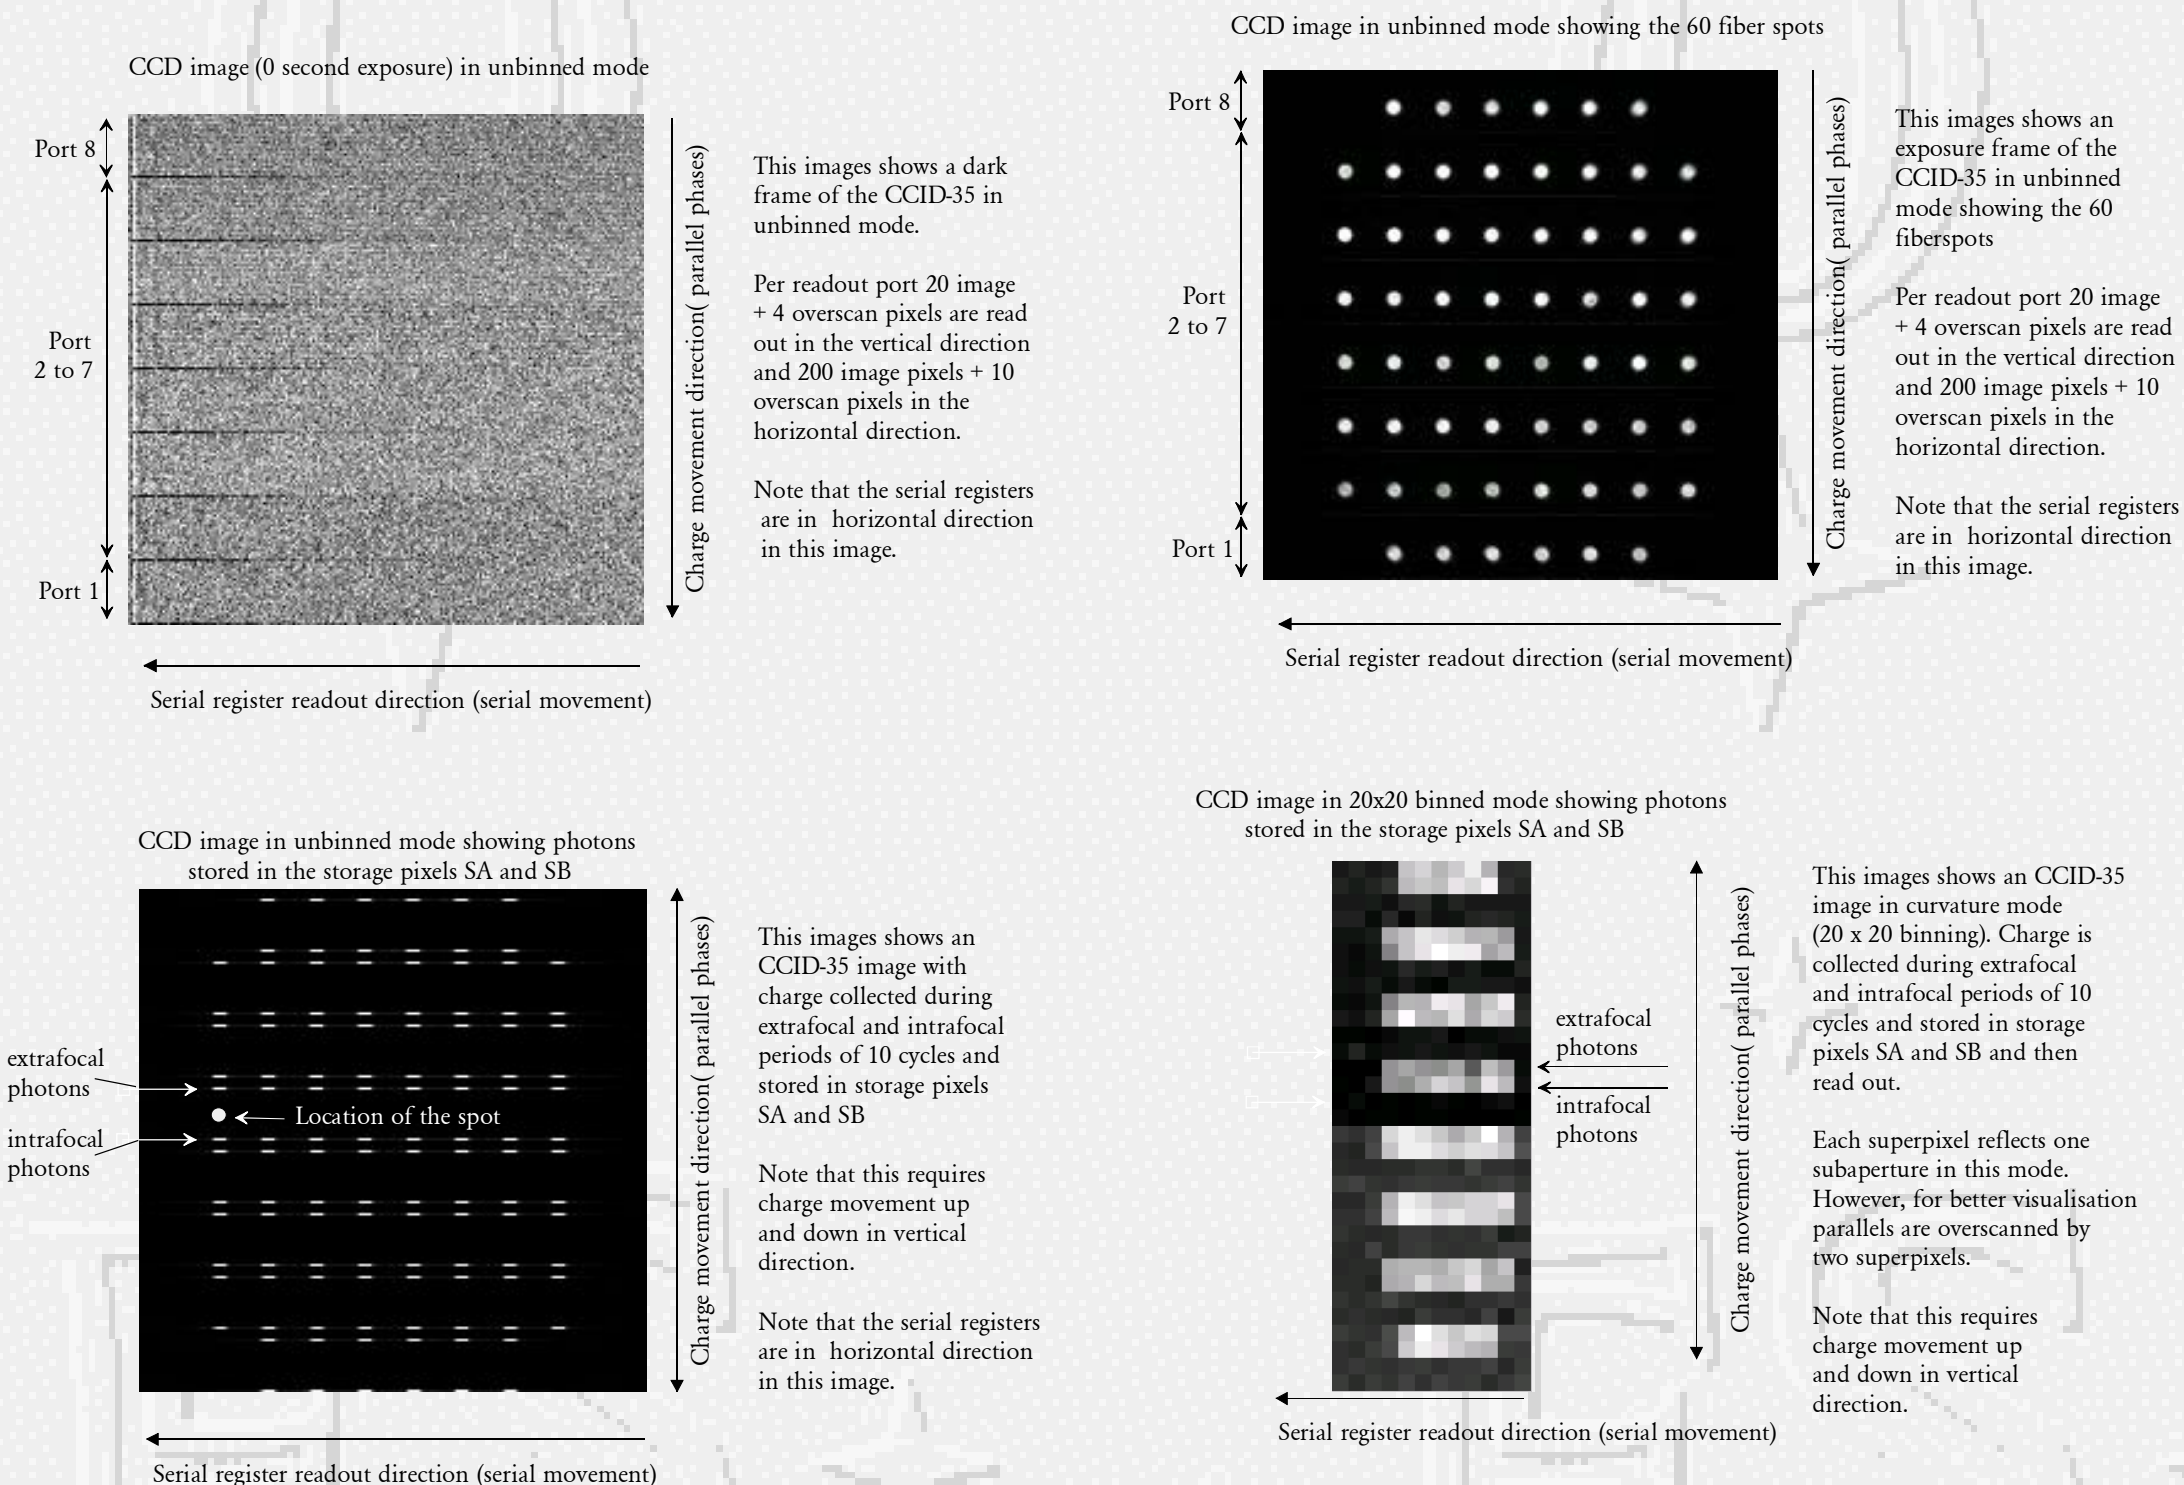 CCD image (0 second exposure) in unbinned mode
Port 8
Port
2 to 7
Port 1
Charge movement direction( parallel phases)
Serial register readout direction (serial movement)
This images shows a dark
frame of the CCID-35 in
unbinned mode.
Per readout port 20 image
+ 4 overscan pixels are read
out in the vertical direction
and 200 image pixels + 10
overscan pixels in the
horizontal direction.
Note that the serial registers
are in  horizontal direction
in this image.
CCD image in unbinned mode showing the 60 fiber spots
Port 8
Port
2 to 7
Port 1
Charge movement direction( parallel phases)
Serial register readout direction (serial movement)
This images shows an
exposure frame of the
CCID-35 in unbinned
mode showing the 60
fiberspots
Per readout port 20 image
+ 4 overscan pixels are read
out in the vertical direction
and 200 image pixels + 10
overscan pixels in the
horizontal direction.
Note that the serial registers
are in  horizontal direction
in this image.
CCD image in unbinned mode showing photons
stored in the storage pixels SA and SB
extrafocal
photons
Location of the spot
intrafocal
photons
Charge movement direction( parallel phases)
Serial register readout direction (serial movement)
This images shows an
CCID-35 image with
charge collected during
extrafocal and intrafocal
periods of 10 cycles and
stored in storage pixels
SA and SB
Note that this requires
charge movement up
and down in vertical
direction.
Note that the serial registers
are in  horizontal direction
in this image.
CCD image in 20x20 binned mode showing photons
stored in the storage pixels SA and SB
extrafocal
photons
intrafocal
photons
Charge movement direction( parallel phases)
Serial register readout direction (serial movement)
This images shows an CCID-35
image in curvature mode
(20 x 20 binning). Charge is
collected during extrafocal
and intrafocal periods of 10
cycles and stored in storage
pixels SA and SB and then
read out.
Each superpixel reflects one
subaperture in this mode.
However, for better visualisation
parallels are overscanned by
two superpixels.
Note that this requires
charge movement up
and down in vertical
direction.